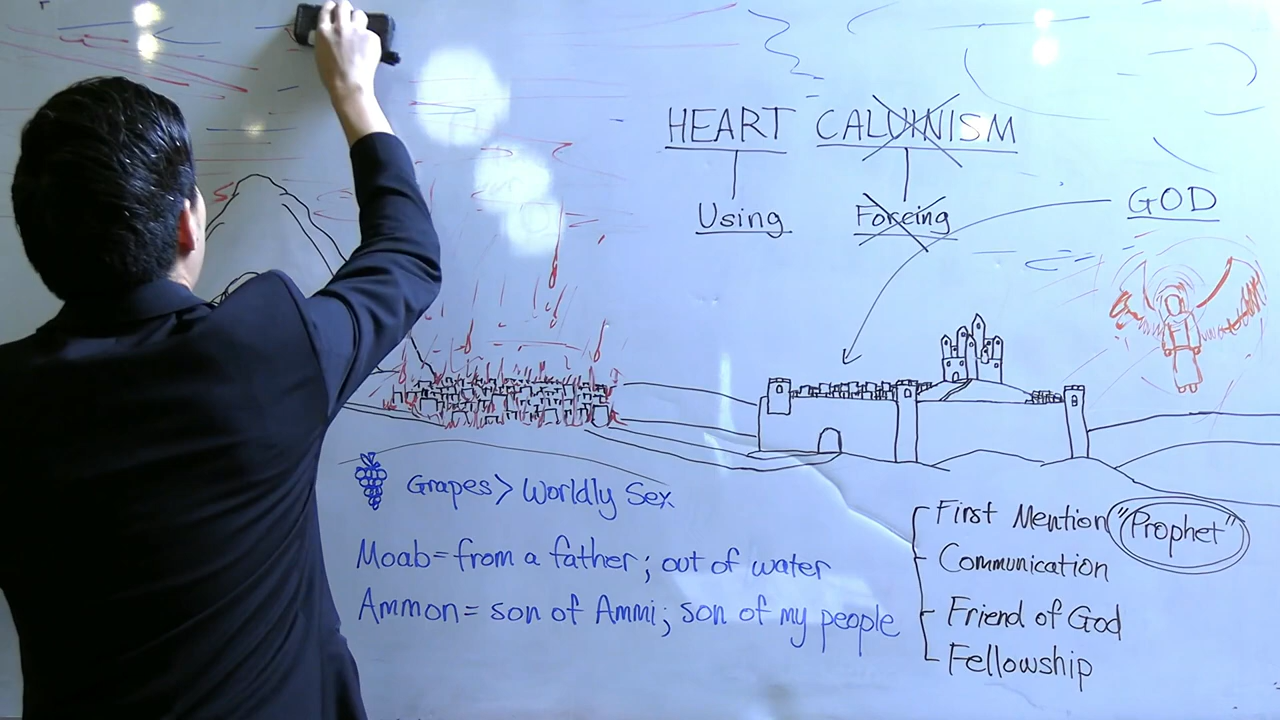 HEART CALVINISM
Using
Forcing
GOD
Grapes > Worldly Sex
Moab = from a father; out of water
Ammon = son of Ammi; son of my people
First Mention "Prophet"
Communication
Friend of God
Fellowship